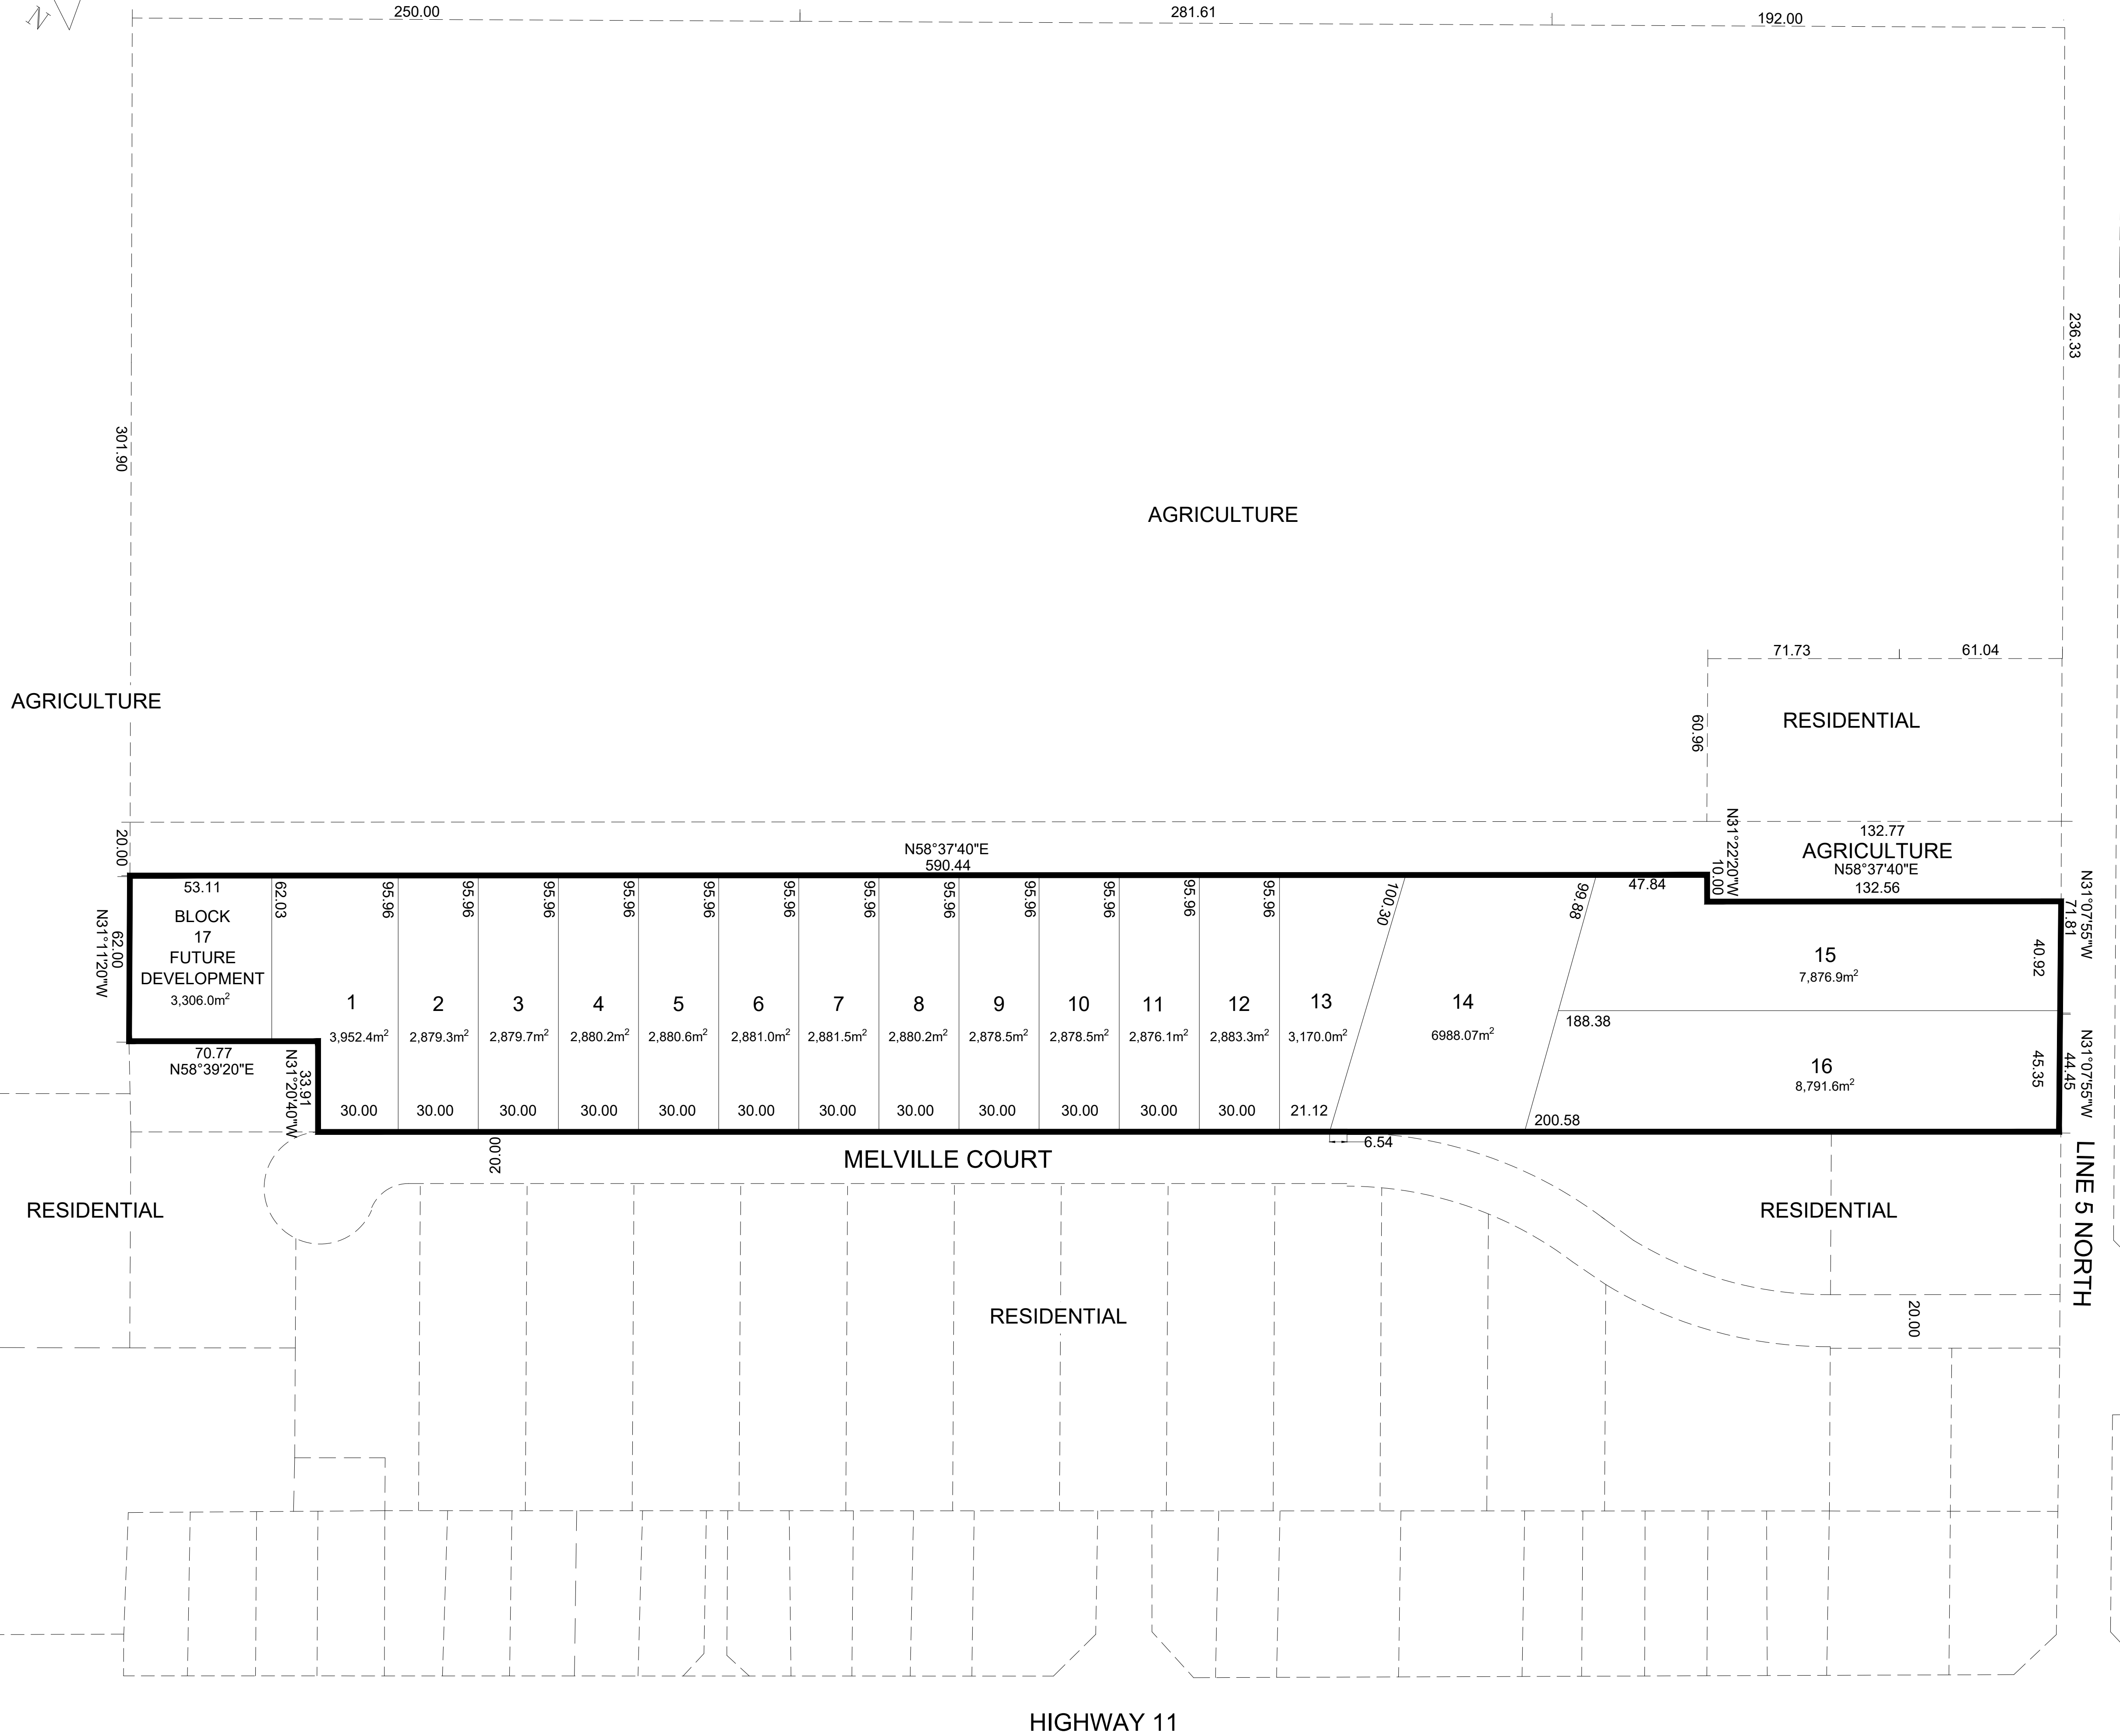 N
250.00
281.61
192.00
236.33
301.90
AGRICULTURE
71.73
61.04
AGRICULTURE
60.96
RESIDENTIAL
20.00
N58°37'40"E
590.44
N31°22'20"W
10.00
132.77
AGRICULTURE
N58°37'40"E
132.56
53.11
62.03
95.96
95.96
95.96
95.96
95.96
95.96
95.96
95.96
95.96
95.96
95.96
95.96
100.30
99.88
47.84
N31°07'55"W
71.81
BLOCK
17
FUTURE
DEVELOPMENT
3,306.0m²
62.00
N31°11'20"W
40.92
15
7,876.9m²
1
2
3
4
5
6
7
8
9
10
11
12
13
14
3,952.4m²
2,879.3m²
2,879.7m²
2,880.2m²
2,880.6m²
2,881.0m²
2,881.5m²
2,880.2m²
2,878.5m²
2,878.5m²
2,876.1m²
2,883.3m²
3,170.0m²
6988.07m²
188.38
16
8,791.6m²
45.35
44.45
N31°07'55"W
70.77
N58°39'20"E
33.91
N31°20'40"W
30.00
30.00
30.00
30.00
30.00
30.00
30.00
30.00
30.00
30.00
30.00
30.00
21.12
200.58
6.54
20.00
MELVILLE COURT
RESIDENTIAL
RESIDENTIAL
LINE 5 NORTH
RESIDENTIAL
20.00
HIGHWAY 11